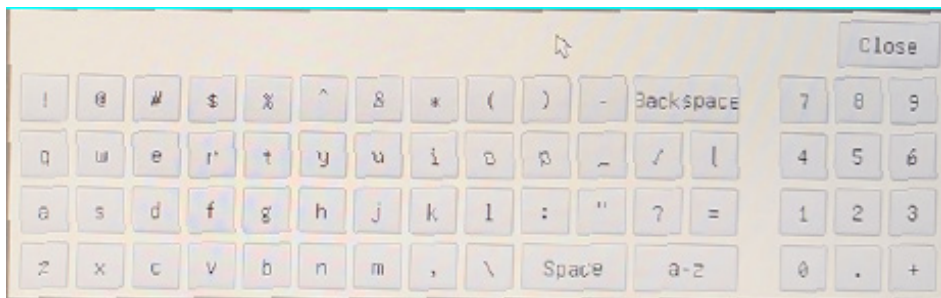 Close
! @ # $ % ^ & * ( ) - Backspace 7 8 9
q w e r t y u i o p _ / l 4 5 6
a s d f g h j k l : " ? = 1 2 3
z x c v b n m , \ Space a-z 0 . +